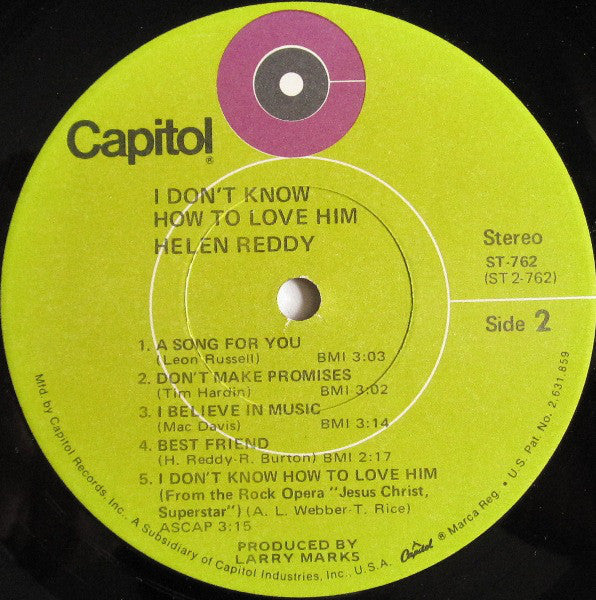 Capitol®
I DON'T KNOW
HOW TO LOVE HIM
HELEN REDDY
Stereo
ST-762
(ST 2-762)
Side 2
1. A SONG FOR YOU
(Leon Russell) BMI 3:03
2. DON'T MAKE PROMISES
(Tim Hardin) BMI 3:02
3. I BELIEVE IN MUSIC
(Mac Davis) BMI 3:14
4. BEST FRIEND
(H. Reddy-R. Burton) BMI 2:17
5. I DON'T KNOW HOW TO LOVE HIM
(From the Rock Opera "Jesus Christ,
Superstar") (A. L. Webber-T. Rice)
ASCAP 3:15
PRODUCED BY
LARRY MARKS
Mfd. by Capitol Records, Inc., A Subsidiary of Capitol Industries, Inc., U.S.A. Capitol ® Marca Reg. • U.S. Pat. No. 2,631,859